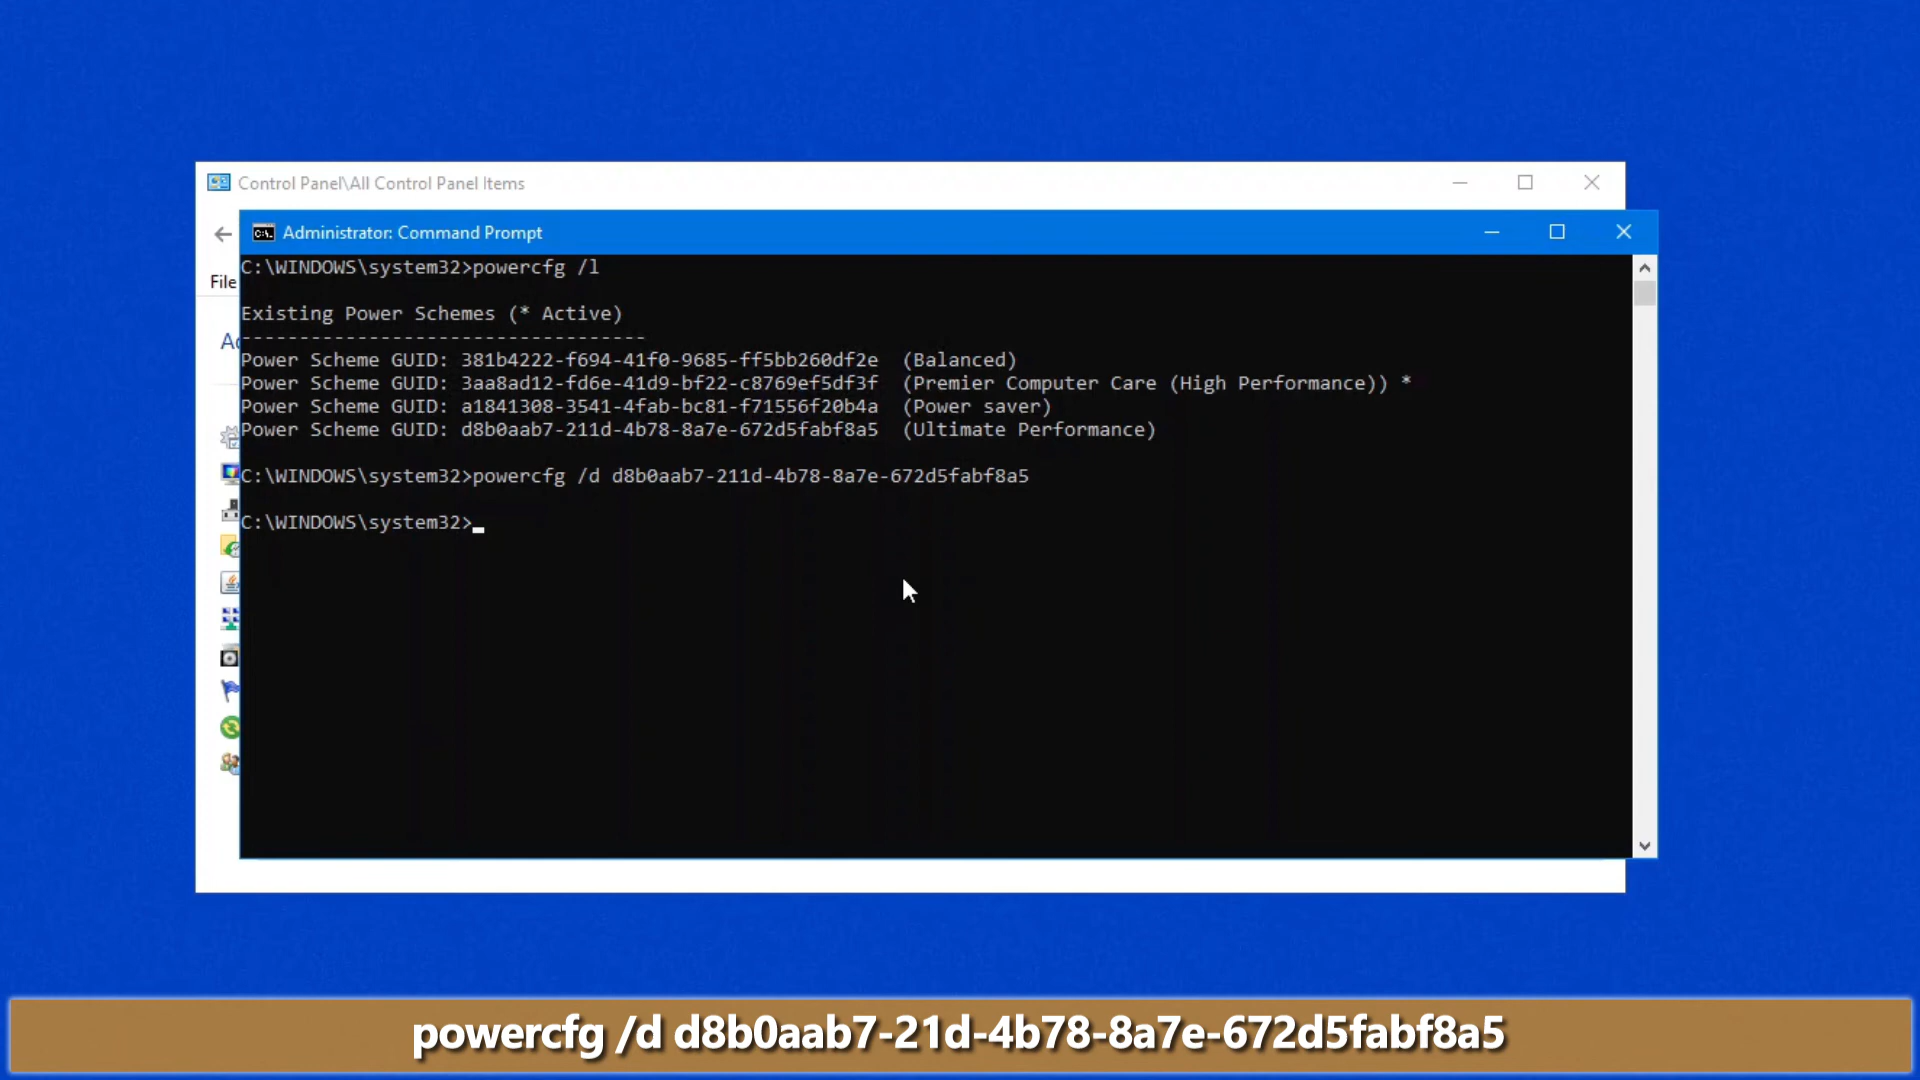 Control Panel\All Control Panel Items
Administrator: Command Prompt
File
Ad
C:\WINDOWS\system32>powercfg /l
Existing Power Schemes (* Active)
-----------------------------------
Power Scheme GUID: 381b4222-f694-41f0-9685-ff5bb260df2e  (Balanced)
Power Scheme GUID: 3aa8ad12-fd6e-41d9-bf22-c8769ef5df3f  (Premier Computer Care (High Performance)) *
Power Scheme GUID: a1841308-3541-4fab-bc81-f71556f20b4a  (Power saver)
Power Scheme GUID: d8b0aab7-211d-4b78-8a7e-672d5fabf8a5  (Ultimate Performance)
C:\WINDOWS\system32>powercfg /d d8b0aab7-211d-4b78-8a7e-672d5fabf8a5
C:\WINDOWS\system32>
powercfg /d d8b0aab7-21d-4b78-8a7e-672d5fabf8a5